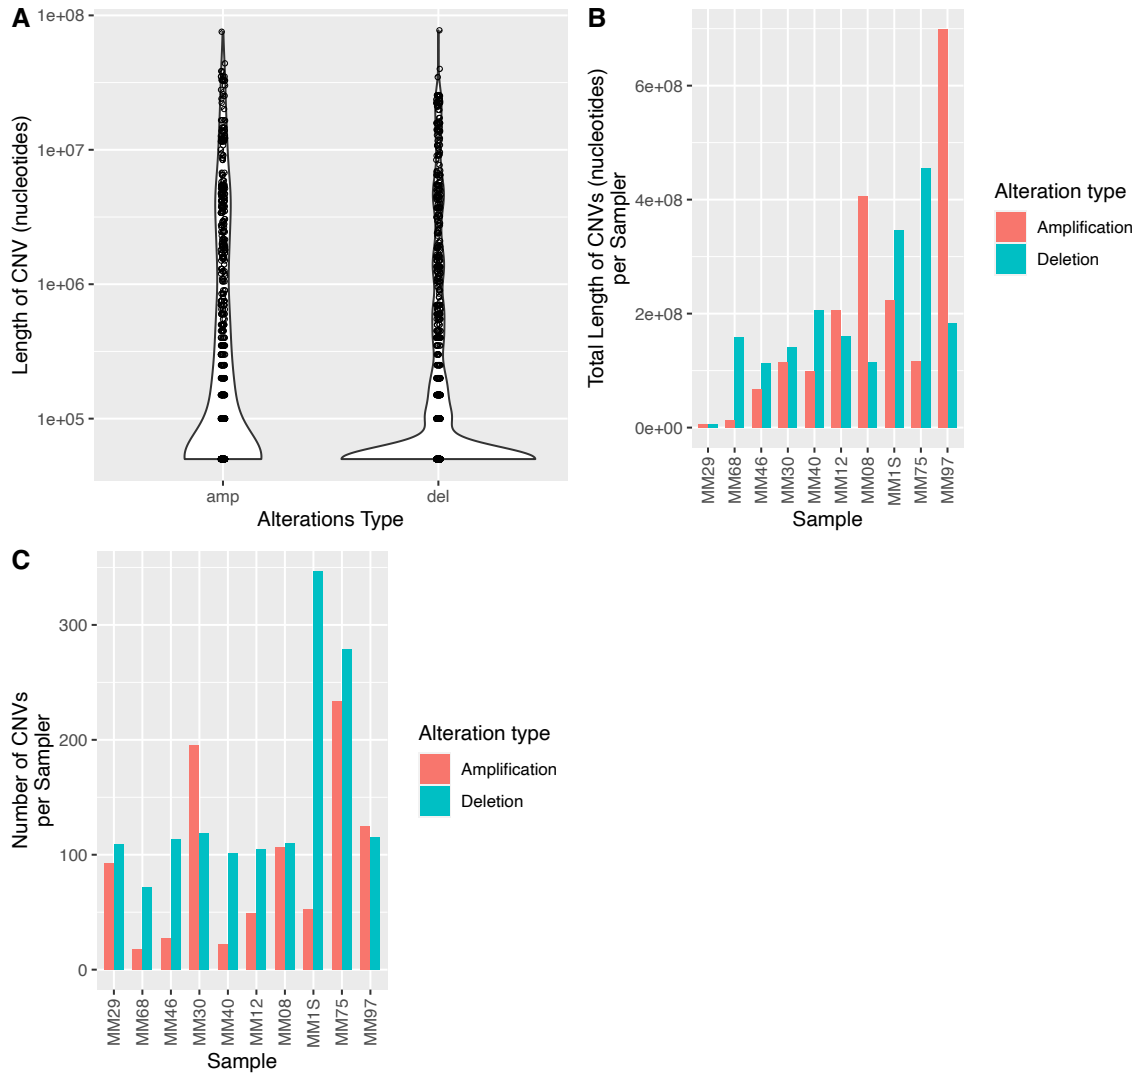 A
Length of CNV (nucleotides)
1e+08
1e+07
1e+06
1e+05
amp
del
Alterations Type
B
Total Length of CNVs (nucleotides)
per Sampler
6e+08
4e+08
2e+08
0e+00
MM29
MM68
MM46
MM30
MM40
MM12
MM08
MM1S
MM75
MM97
Sample
Alteration type
Amplification
Deletion
C
Number of CNVs
per Sampler
300
200
100
0
MM29
MM68
MM46
MM30
MM40
MM12
MM08
MM1S
MM75
MM97
Sample
Alteration type
Amplification
Deletion